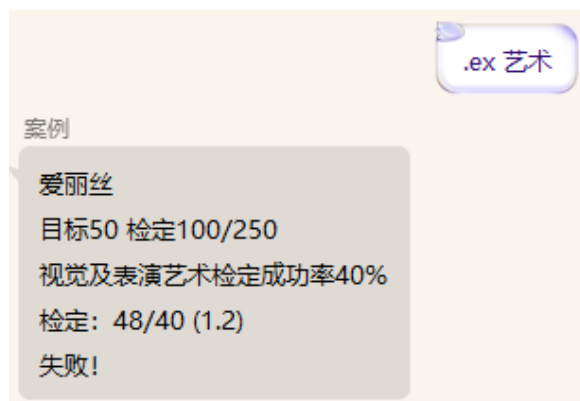 .ex 艺术
案例
爱丽丝
目标50 检定100/250
视觉及表演艺术检定成功率40%
检定：48/40 (1.2)
失败！